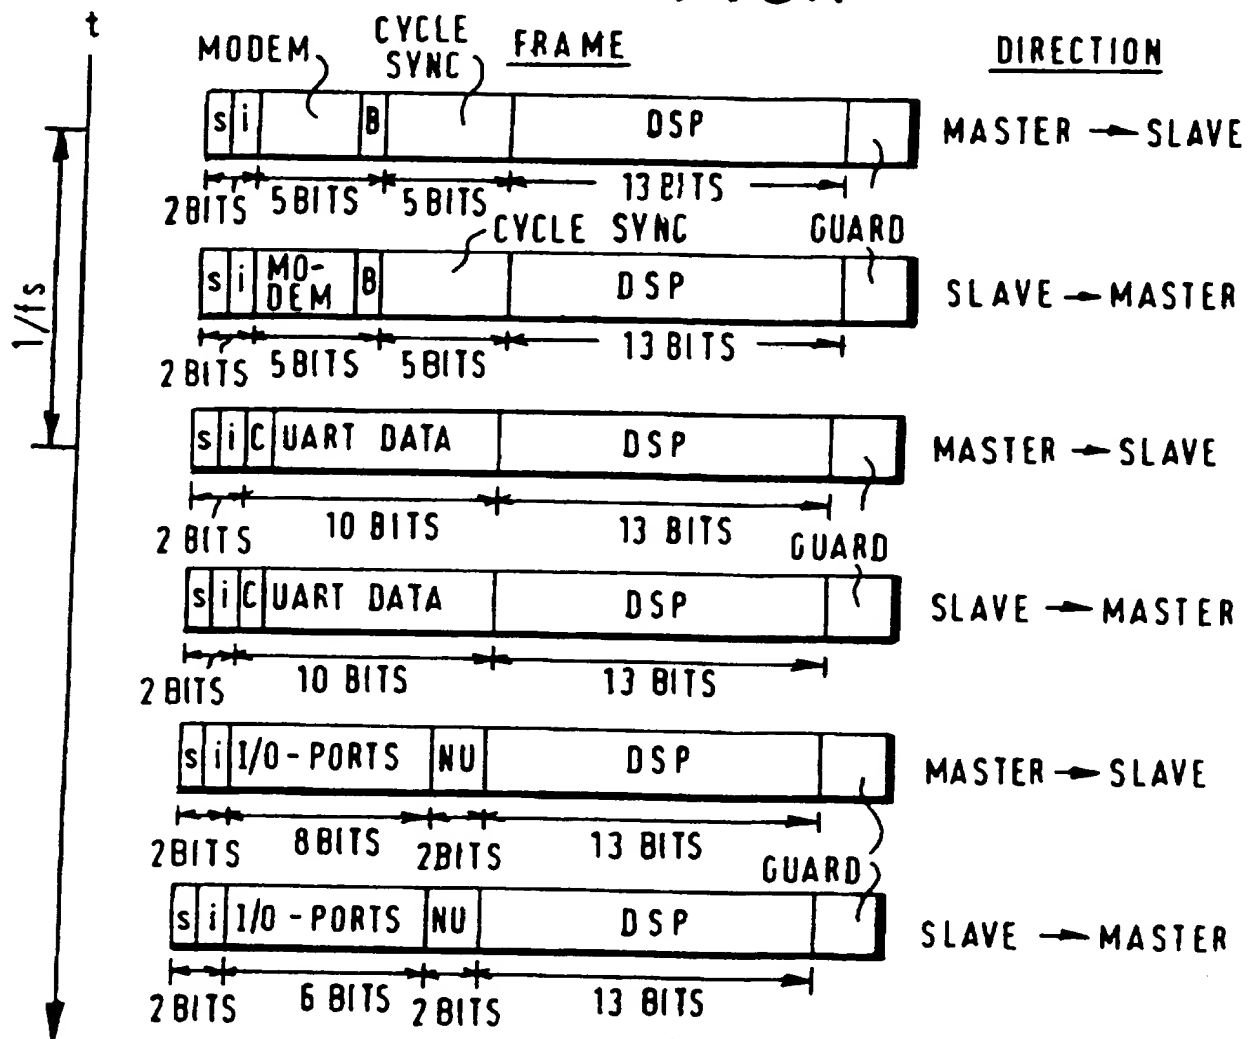 t
MODEM
CYCLE SYNC
FRAME
DIRECTION
s i B DSP MASTER → SLAVE
2 BITS 5 BITS 5 BITS 13 BITS
CYCLE SYNC GUARD
s i MO-DEM B DSP SLAVE → MASTER
1/fs
2 BITS 5 BITS 5 BITS 13 BITS
s i C UART DATA DSP MASTER → SLAVE
2 BITS 10 BITS 13 BITS
GUARD
s i C UART DATA DSP SLAVE → MASTER
2 BITS 10 BITS 13 BITS
s i I/O-PORTS NU DSP MASTER → SLAVE
2 BITS 8 BITS 2 BITS 13 BITS
GUARD
s i I/O-PORTS NU DSP SLAVE → MASTER
2 BITS 6 BITS 2 BITS 13 BITS